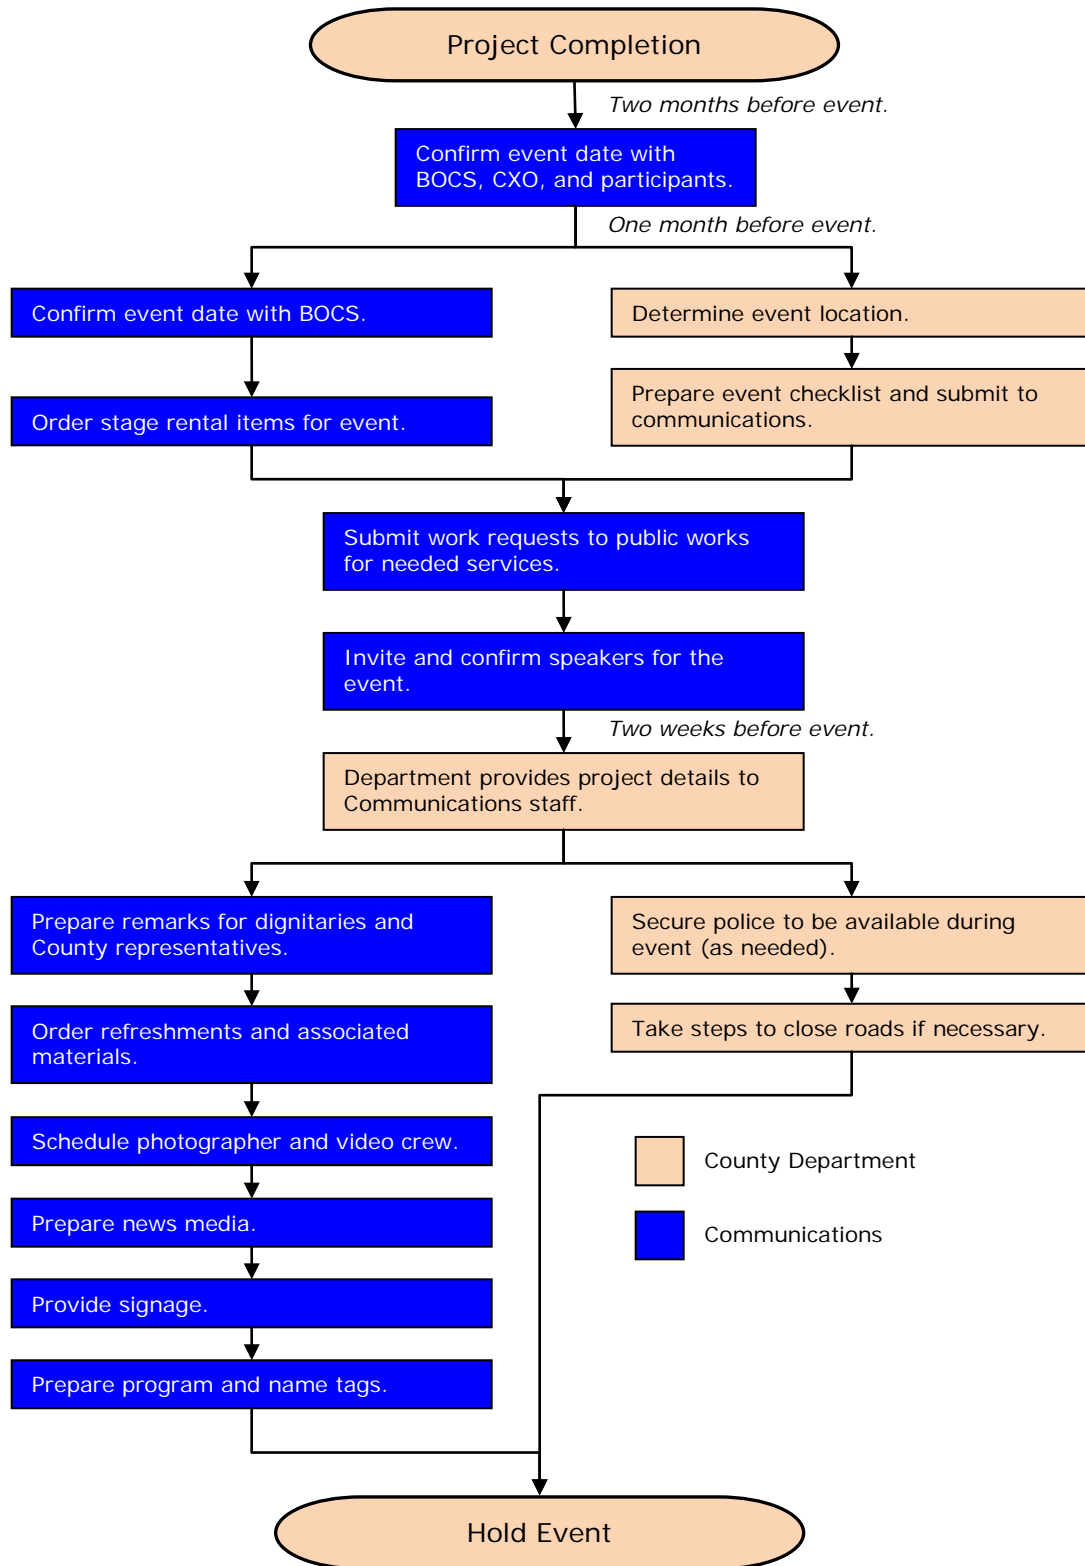 Project Completion
Two months before event.
Confirm event date with
BOCS, CXO, and participants.
One month before event.
Confirm event date with BOCS.
Determine event location.
Order stage rental items for event.
Prepare event checklist and submit to
communications.
Submit work requests to public works
for needed services.
Invite and confirm speakers for the
event.
Two weeks before event.
Department provides project details to
Communications staff.
Prepare remarks for dignitaries and
County representatives.
Secure police to be available during
event (as needed).
Order refreshments and associated
materials.
Take steps to close roads if necessary.
Schedule photographer and video crew.
County Department
Prepare news media.
Communications
Provide signage.
Prepare program and name tags.
Hold Event